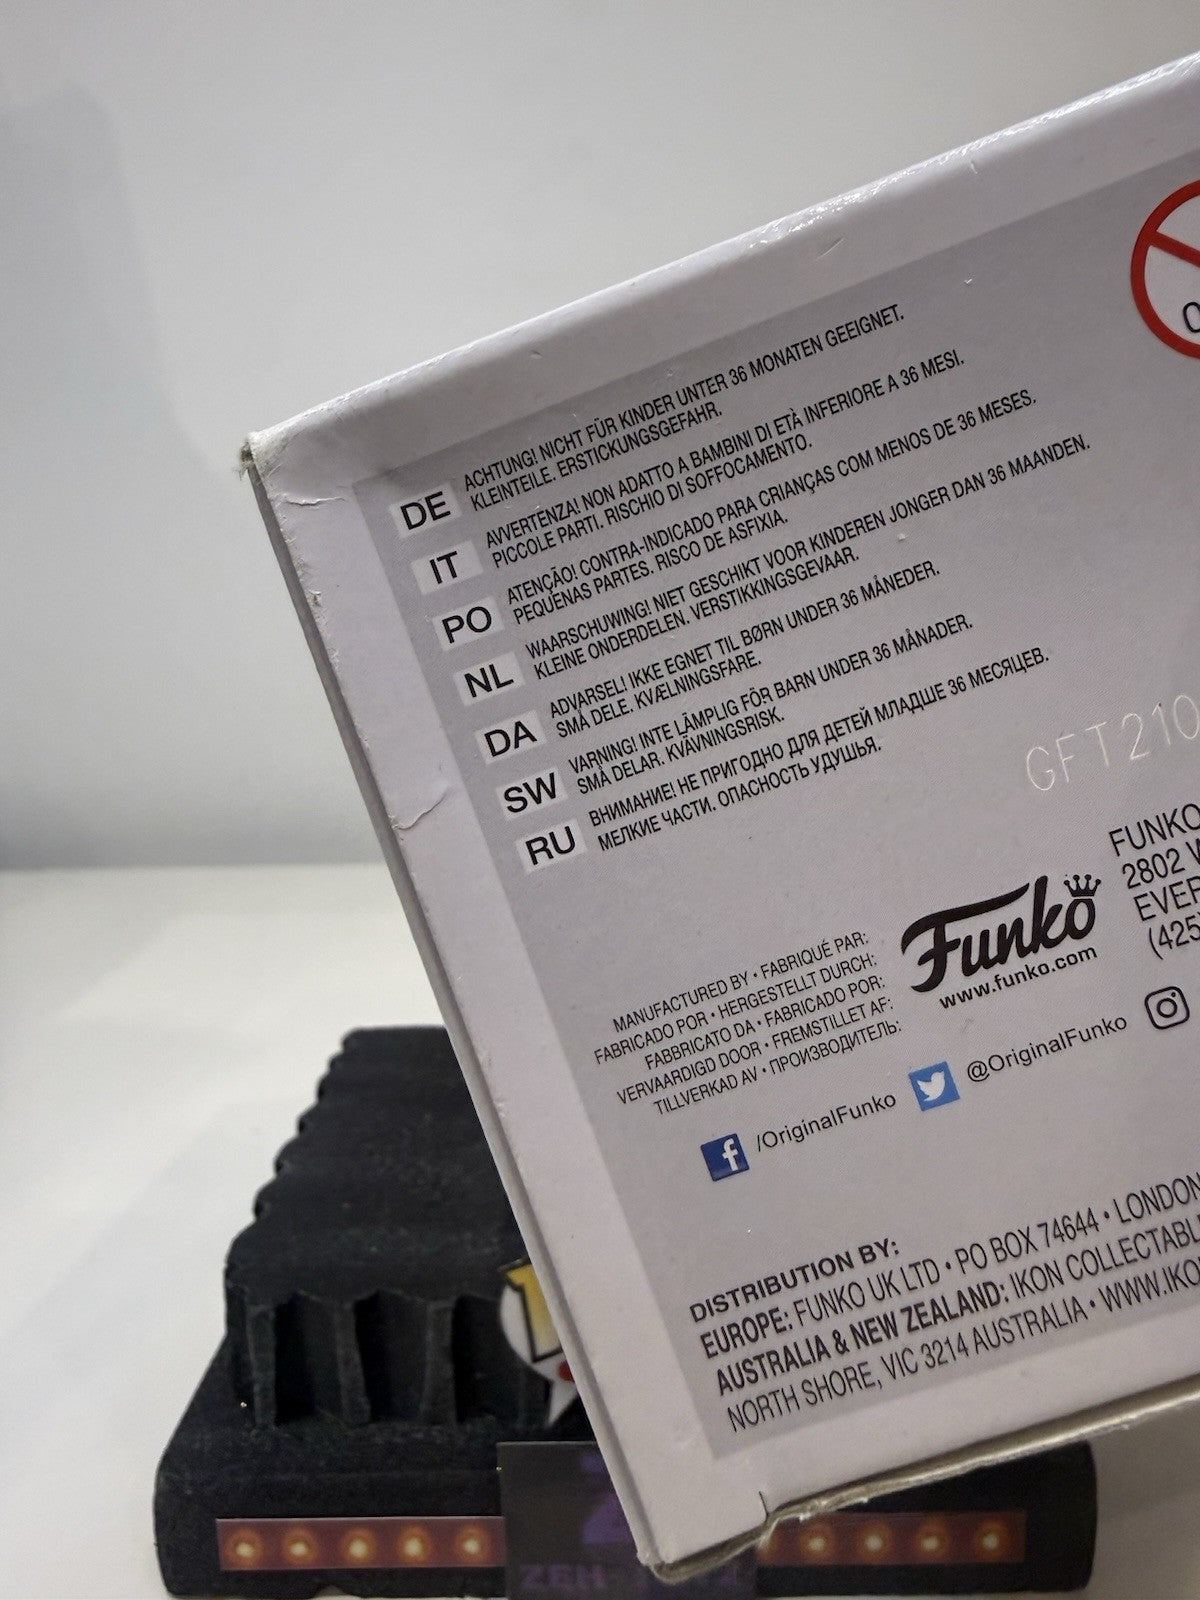 DE
ACHTUNG! NICHT FÜR KINDER UNTER 36 MONATEN GEEIGNET.
KLEINTEILE. ERSTICKUNGSGEFAHR.
IT
AVVERTENZA! NON ADATTO A BAMBINI DI ETÀ INFERIORE A 36 MESI.
PICCOLE PARTI. RISCHIO DI SOFFOCAMENTO.
PO
ATENÇÃO! CONTRA-INDICADO PARA CRIANÇAS COM MENOS DE 36 MESES.
PEQUENAS PARTES. RISCO DE ASFIXIA.
NL
WAARSCHUWING! NIET GESCHIKT VOOR KINDEREN JONGER DAN 36 MAANDEN.
KLEINE ONDERDELEN. VERSTIKKINGSGEVAAR.
DA
ADVARSEL! IKKE EGNET TIL BØRN UNDER 36 MÅNEDER.
SMÅ DELE. KVÆLNINGSFARE.
SW
VARNING! INTE LÄMPLIG FÖR BARN UNDER 36 MÅNADER.
SMÅ DELAR. KVÄVNINGSRISK.
RU
ВНИМАНИЕ! НЕ ПРИГОДНО ДЛЯ ДЕТЕЙ МЛАДШЕ 36 МЕСЯЦЕВ.
МЕЛКИЕ ЧАСТИ. ОПАСНОСТЬ УДУШЬЯ.
GFT210
MANUFACTURED BY • FABRIQUÉ PAR:
FABRICADO POR • HERGESTELLT DURCH:
FABBRICATO DA • FABRICADO POR:
VERVAARDIGD DOOR • FREMSTILLET AF:
TILLVERKAD AV • ПРОИЗВОДИТЕЛЬ:
Funko
www.funko.com
FUNKO
2802
(425
/OriginalFunko
@OriginalFunko
DISTRIBUTION BY:
EUROPE: FUNKO UK LTD • PO BOX 74644 • LONDON
AUSTRALIA & NEW ZEALAND: IKON COLLECTABL
NORTH SHORE, VIC 3214 AUSTRALIA • WWW.IKO